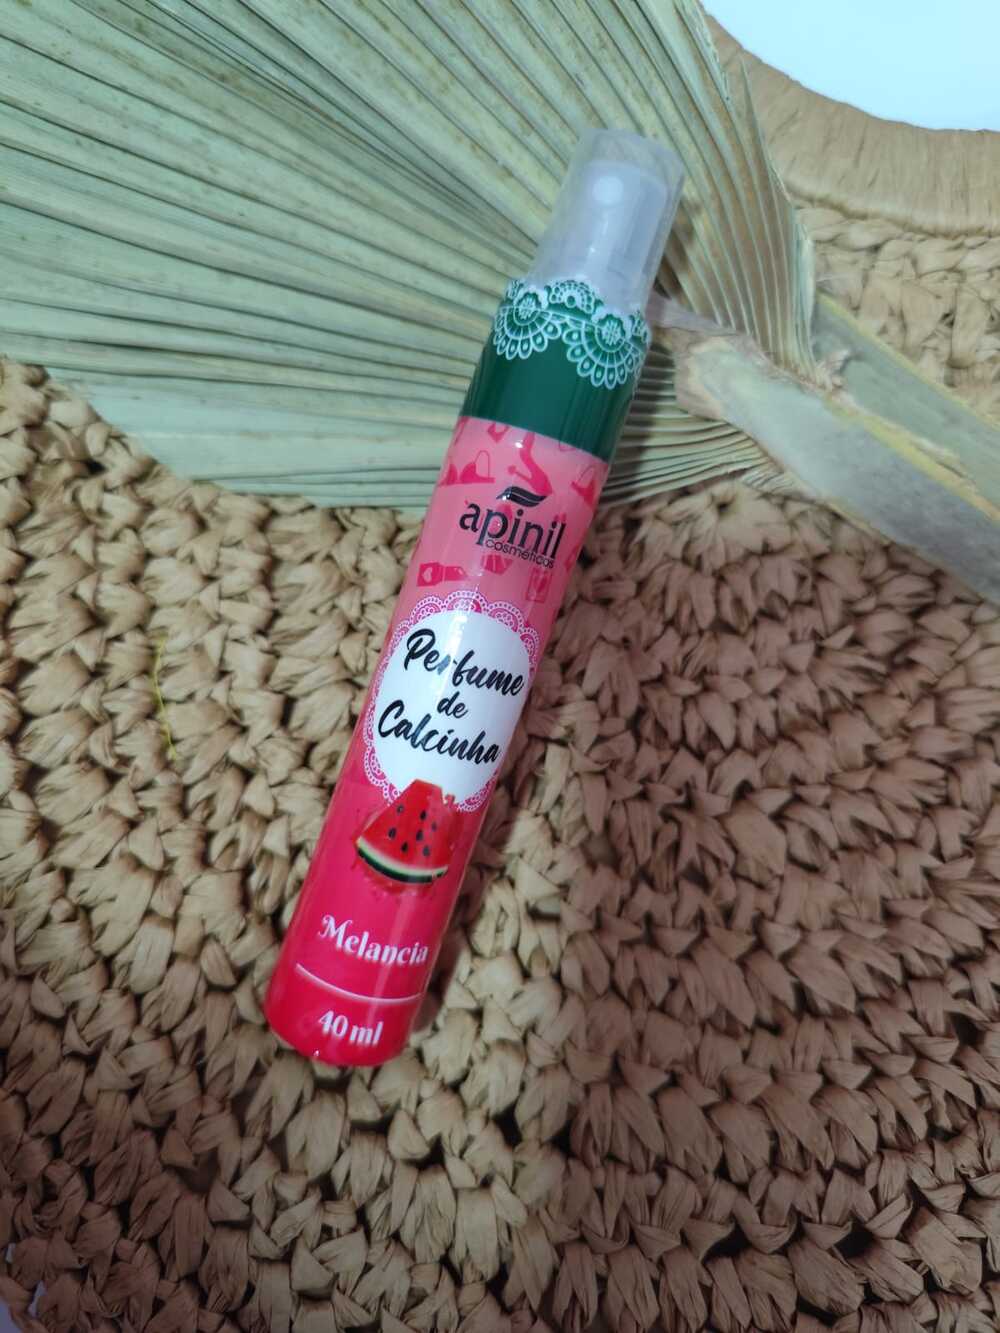 apinil
cosméticos
Perfume
de
Calcinha
Melancia
40 ml